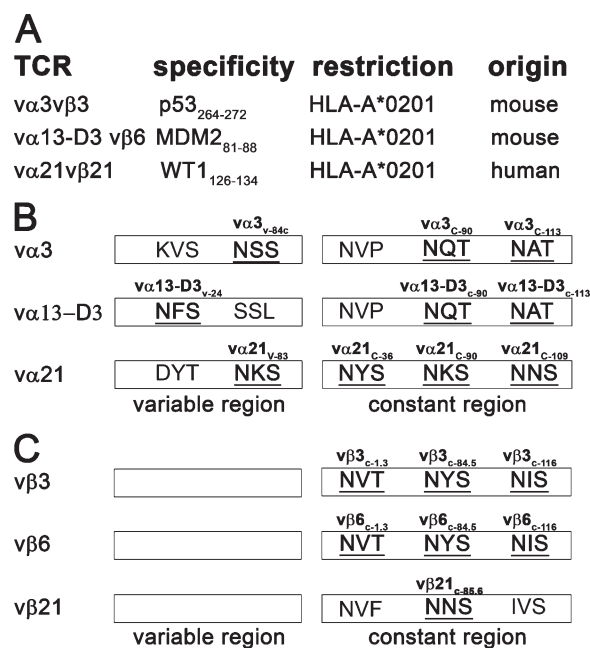 A
TCR specificity restriction origin
vα3vβ3 p53264-272 HLA-A*0201 mouse
vα13-D3 vβ6 MDM281-88 HLA-A*0201 mouse
vα21vβ21 WT1126-134 HLA-A*0201 human
B
vα3v-84c vα3C-90 vα3C-113
vα3 KVS NSS NVP NQT NAT
vα13-D3v-24 vα13-D3c-90 vα13-D3c-113
vα13–D3 NFS SSL NVP NQT NAT
vα21V-83 vα21C-36 vα21C-90 vα21C-109
vα21 DYT NKS NYS NKS NNS
variable region constant region
C
vβ3c-1.3 vβ3c-84.5 vβ3c-116
vβ3 NVT NYS NIS
vβ6c-1.3 vβ6c-84.5 vβ6c-116
vβ6 NVT NYS NIS
vβ21c-85.6
vβ21 NVF NNS IVS
variable region constant region